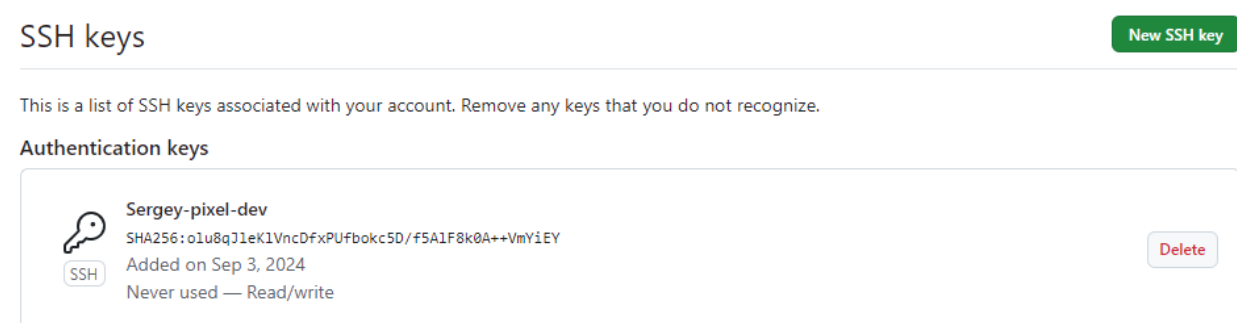 SSH keys
New SSH key
This is a list of SSH keys associated with your account. Remove any keys that you do not recognize.
Authentication keys
Sergey-pixel-dev
SHA256:olu8qJleKlVncDfxPUfbokc5D/f5AlF8k0A++VmYiEY
SSH
Added on Sep 3, 2024
Never used — Read/write
Delete